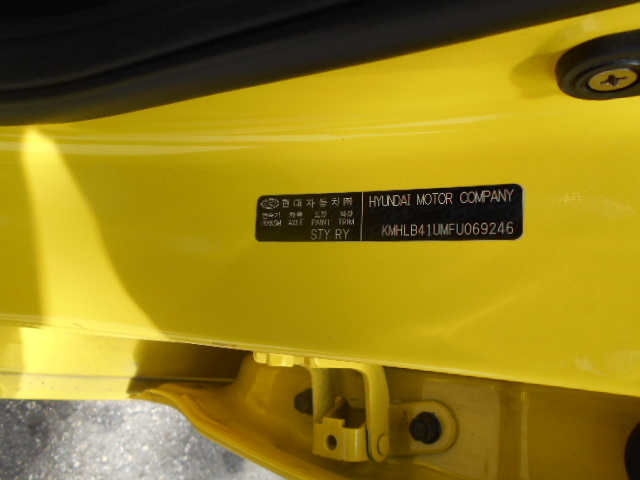 현대자동차㈜
변속기 차축 도장 내장
TRANSM AXLE PAINT TRIM
STY RY
HYUNDAI MOTOR COMPANY
KMHLB41UMFU069246